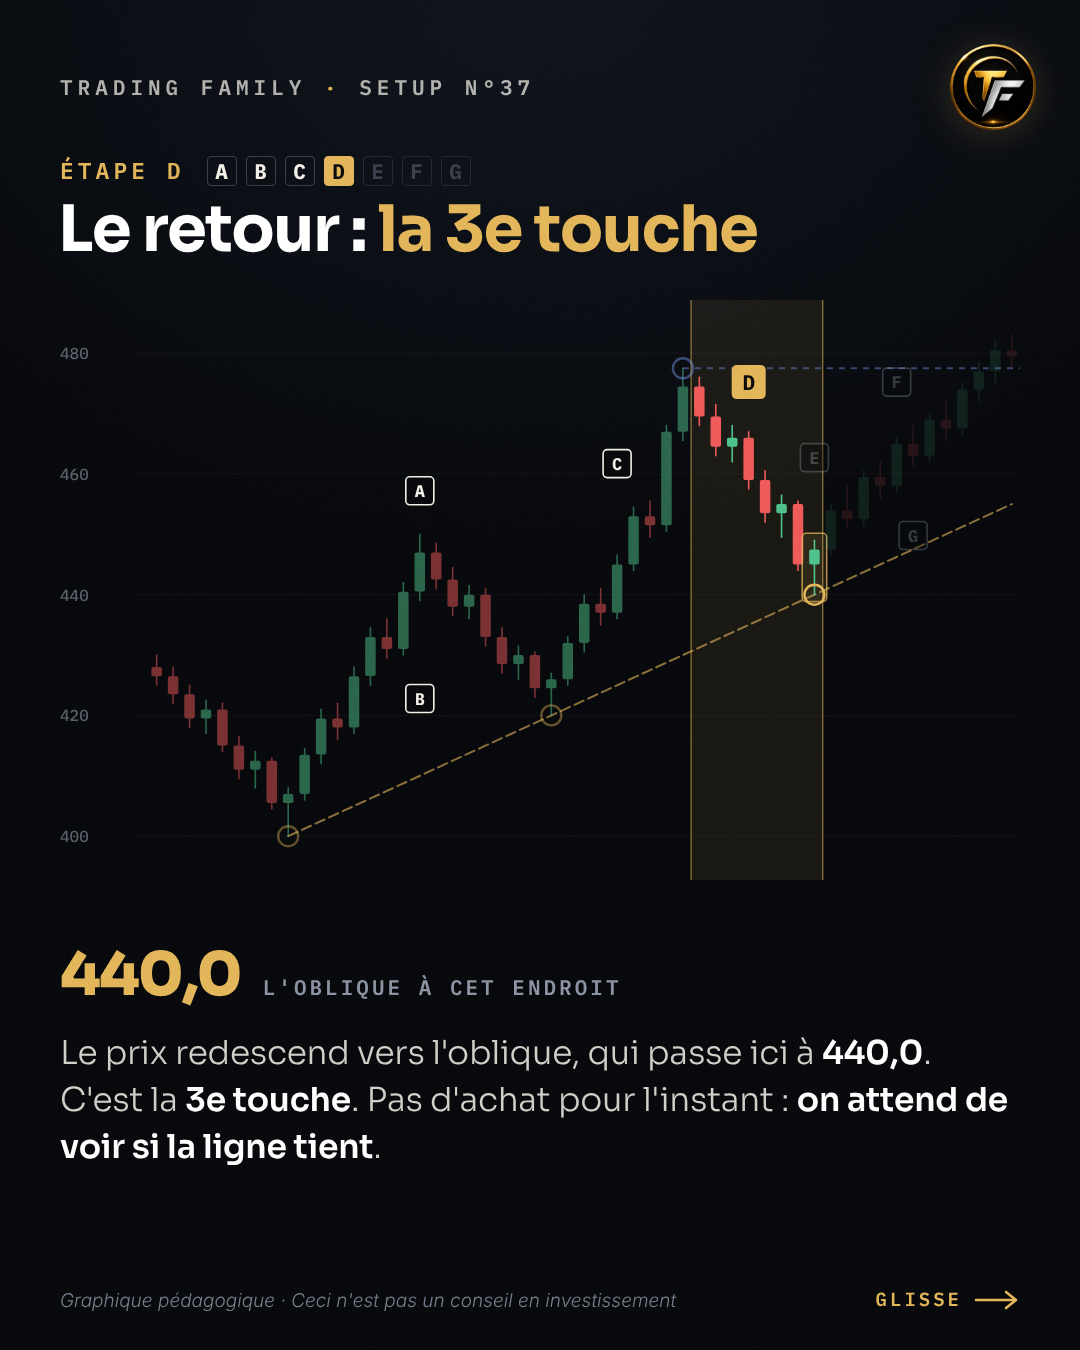 TRADING FAMILY · SETUP N°37
TF
ÉTAPE D A B C D E F G
Le retour : la 3e touche
480
460
440
420
400
A
B
C
D
E
F
G
440,0 L'OBLIQUE À CET ENDROIT
Le prix redescend vers l'oblique, qui passe ici à 440,0.
C'est la 3e touche. Pas d'achat pour l'instant : on attend de
voir si la ligne tient.
Graphique pédagogique · Ceci n'est pas un conseil en investissement
GLISSE →